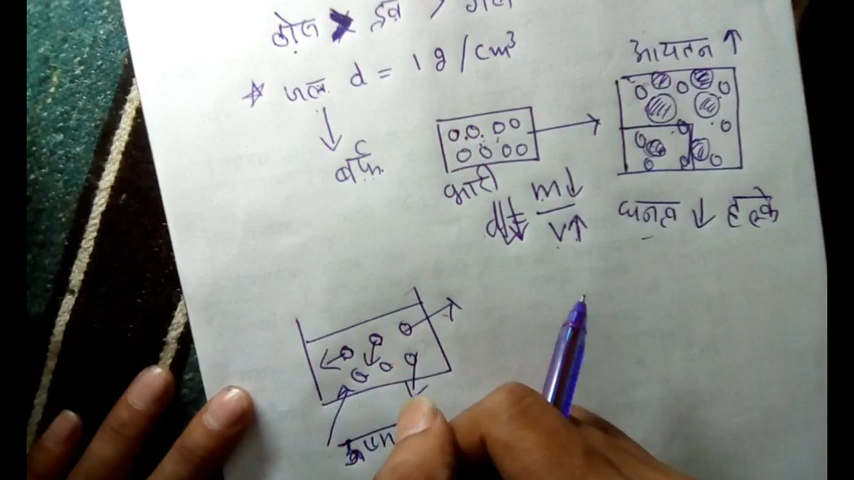 ठोस > द्रव > गैस
आयतन ↑
☆ जल d = 1 g/cm³
↓
बर्फ
भारी
d↓ = m↓/V↑
घनत्व ↓ हल्के